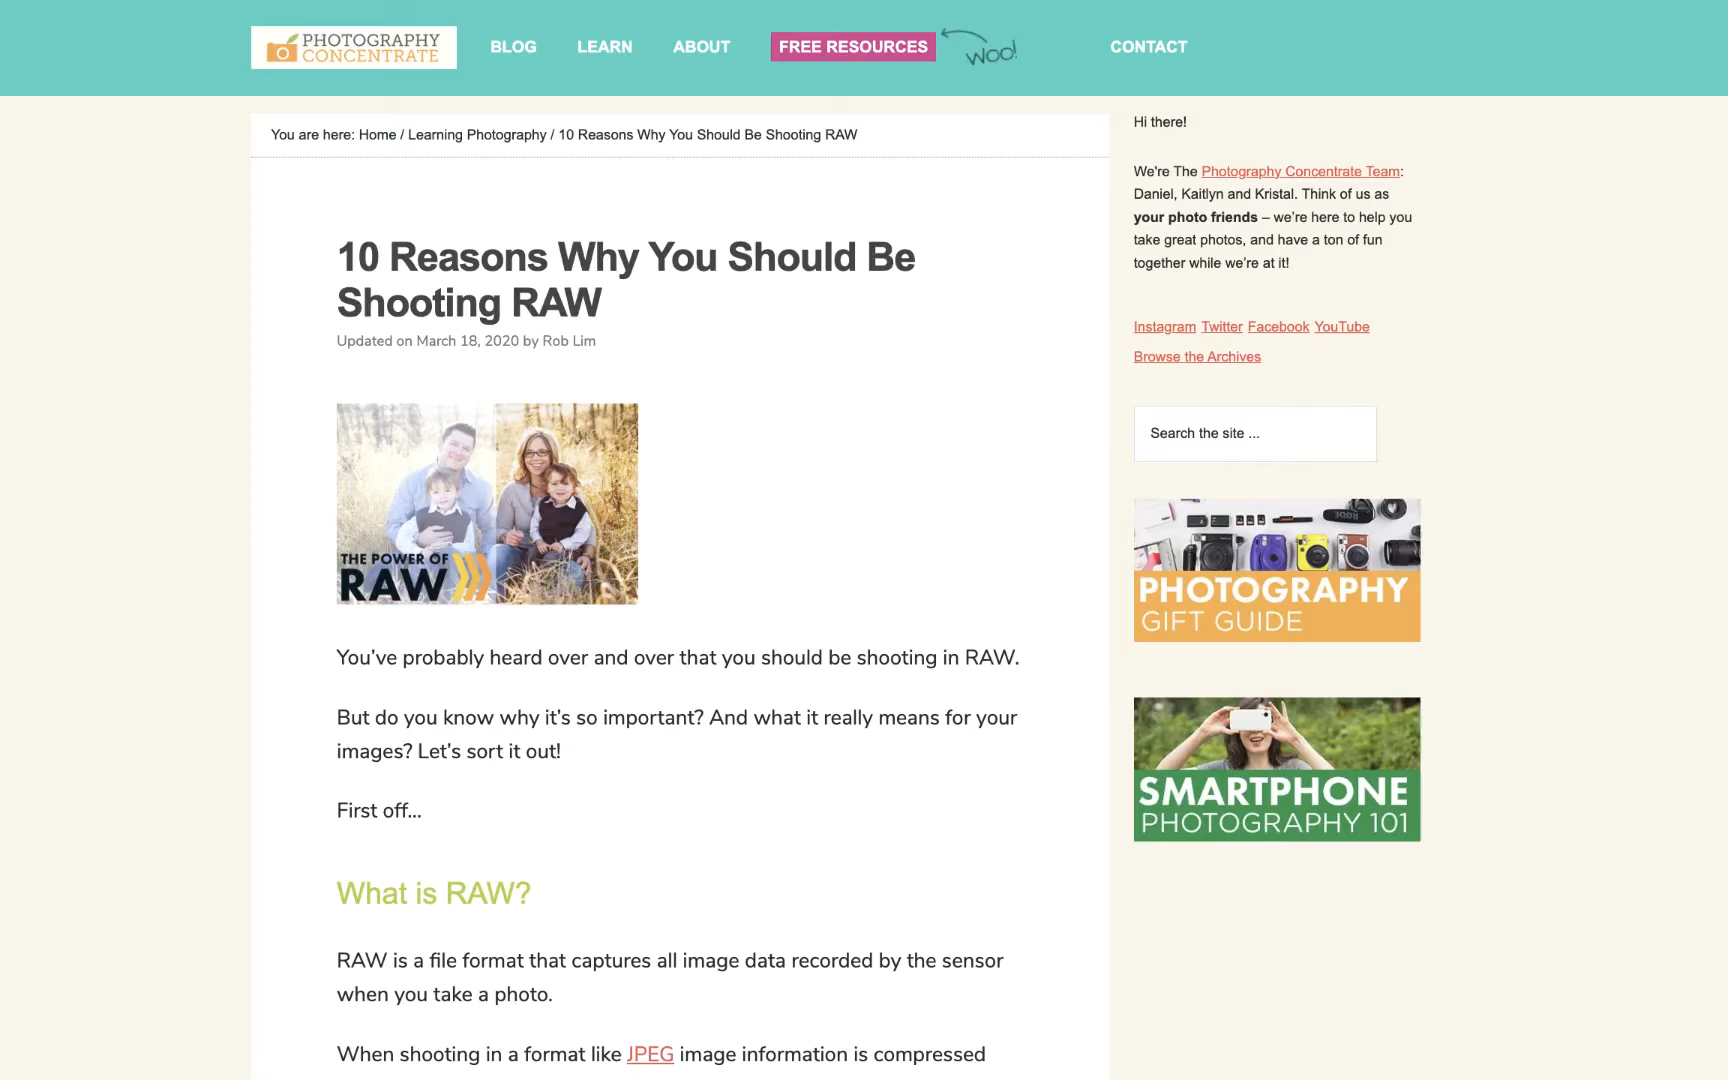 PHOTOGRAPHY
CONCENTRATE
BLOG
LEARN
ABOUT
FREE RESOURCES
WOO!
CONTACT
You are here: Home / Learning Photography / 10 Reasons Why You Should Be Shooting RAW
10 Reasons Why You Should Be
Shooting RAW
Updated on March 18, 2020 by Rob Lim
THE POWER OF
RAW
You've probably heard over and over that you should be shooting in RAW.
But do you know why it's so important? And what it really means for your
images? Let's sort it out!
First off...
What is RAW?
RAW is a file format that captures all image data recorded by the sensor
when you take a photo.
When shooting in a format like JPEG image information is compressed
Hi there!
We're The Photography Concentrate Team:
Daniel, Kaitlyn and Kristal. Think of us as
your photo friends – we're here to help you
take great photos, and have a ton of fun
together while we're at it!
Instagram Twitter Facebook YouTube
Browse the Archives
Search the site ...
RODE
PHOTOGRAPHY
GIFT GUIDE
SMARTPHONE
PHOTOGRAPHY 101